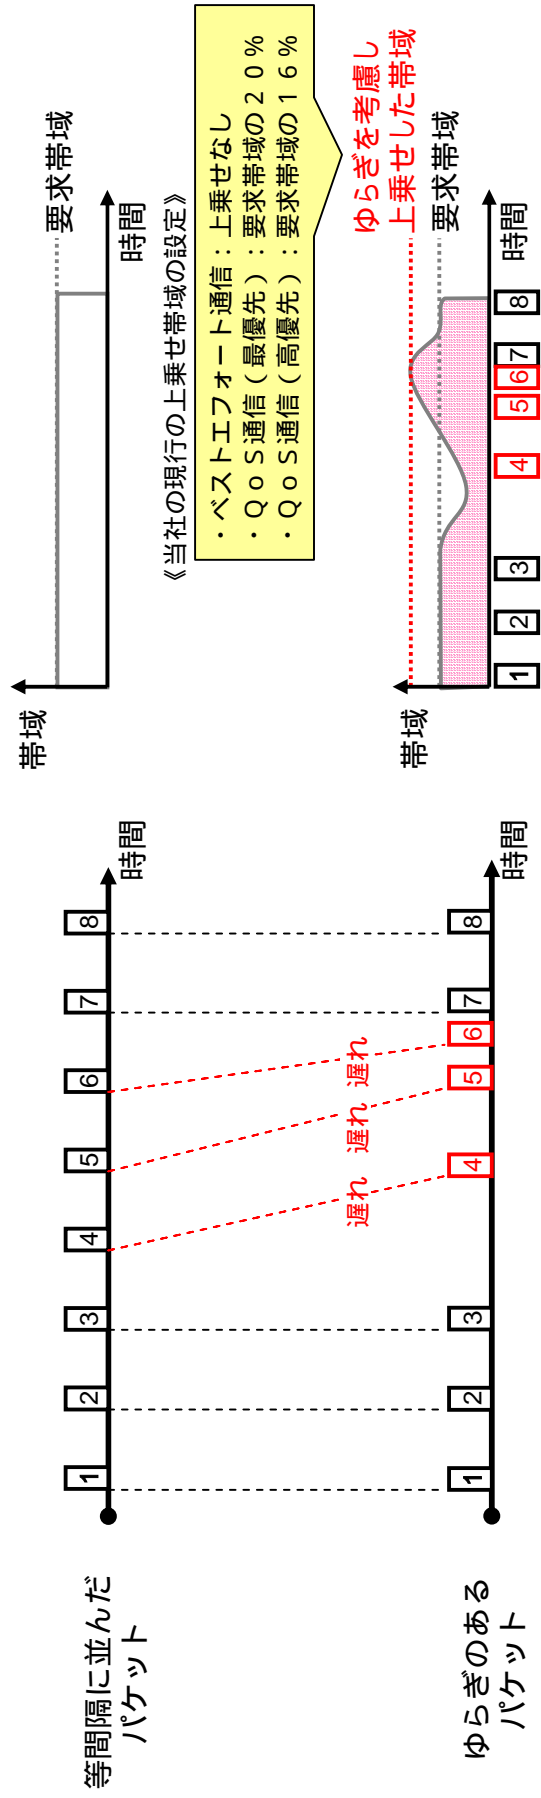 等間隔に並んだ
パケット
1 2 3 4 5 6 7 8
時間
遅れ 遅れ 遅れ
ゆらぎのある
パケット
1 2 3 4 5 6 7 8
時間
帯域
要求帯域
時間
《当社の現行の上乗せ帯域の設定》
・ベストエフォート通信：上乗せなし
・ＱｏＳ通信（最優先）：要求帯域の２０％
・ＱｏＳ通信（高優先）：要求帯域の１６％
ゆらぎを考慮し
上乗せした帯域
帯域
要求帯域
時間
1 2 3 4 5 6 7 8